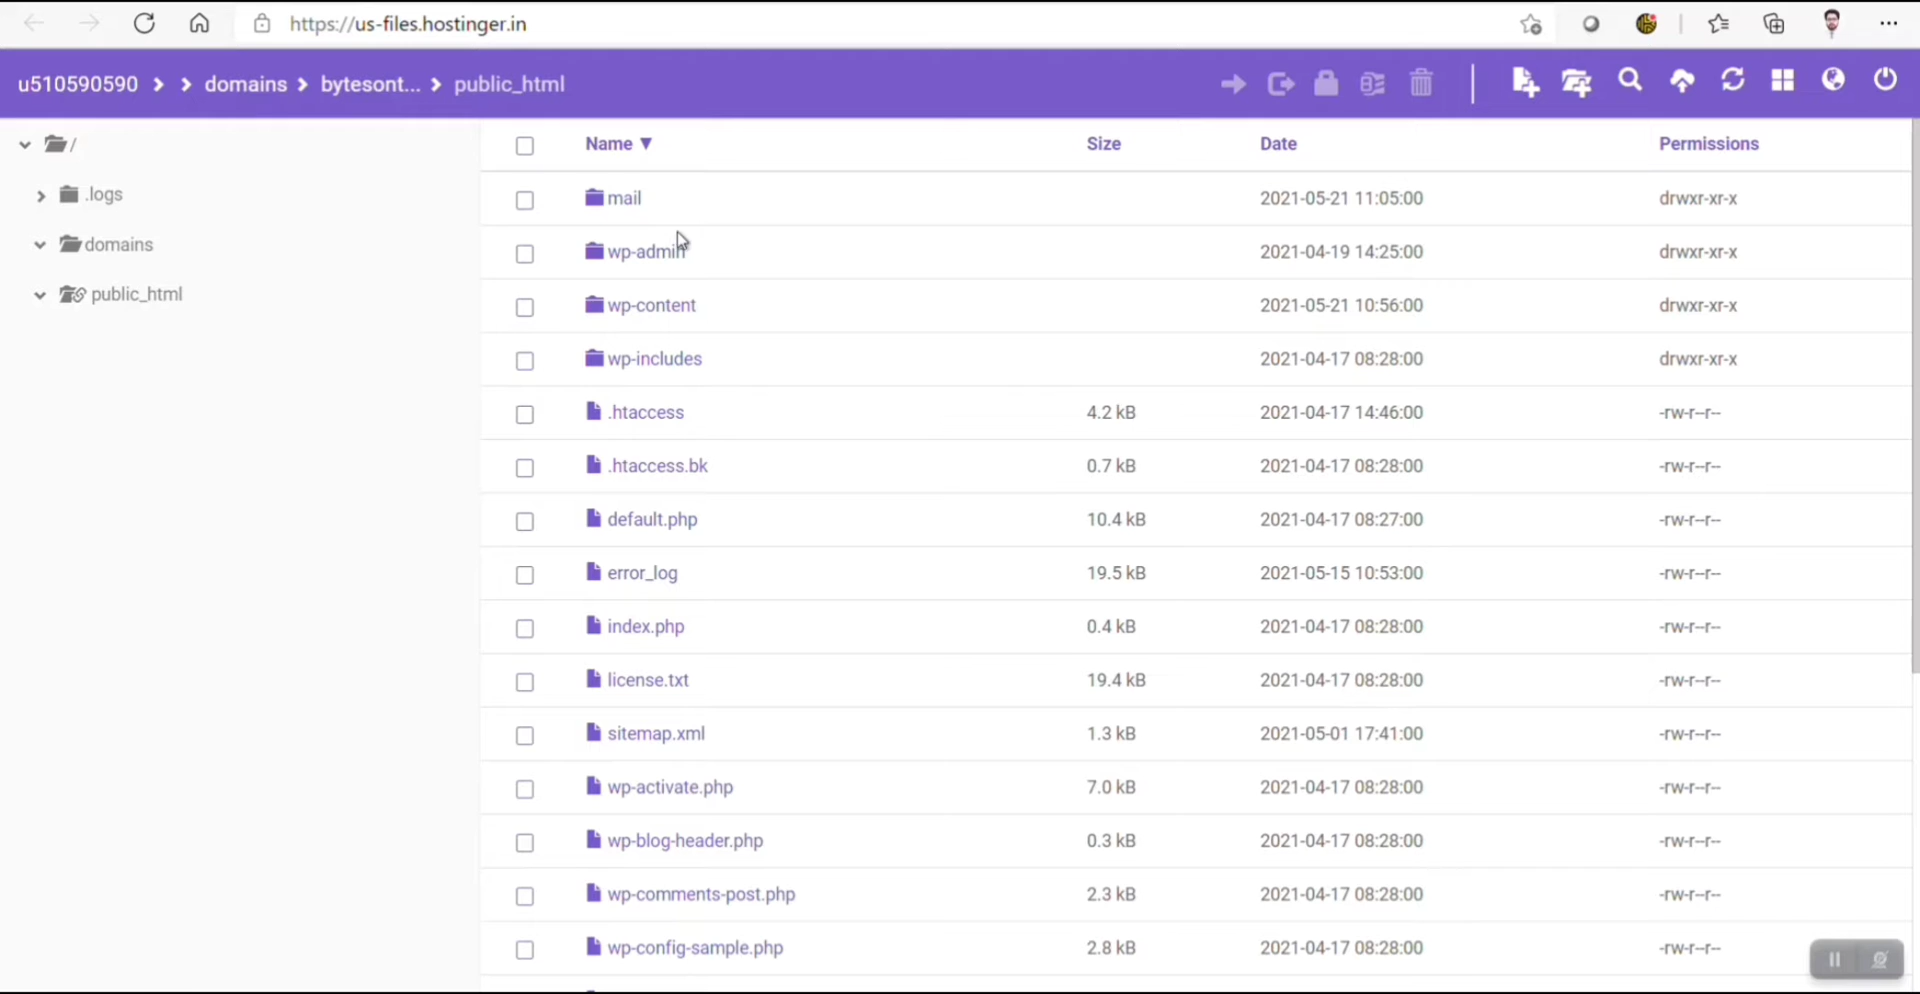 https://us-files.hostinger.in
u510590590 > > domains > bytesont... > public_html
/
.logs
domains
public_html
Name ▼ Size Date Permissions
mail 2021-05-21 11:05:00 drwxr-xr-x
wp-admin 2021-04-19 14:25:00 drwxr-xr-x
wp-content 2021-05-21 10:56:00 drwxr-xr-x
wp-includes 2021-04-17 08:28:00 drwxr-xr-x
.htaccess 4.2 kB 2021-04-17 14:46:00 -rw-r--r--
.htaccess.bk 0.7 kB 2021-04-17 08:28:00 -rw-r--r--
default.php 10.4 kB 2021-04-17 08:27:00 -rw-r--r--
error_log 19.5 kB 2021-05-15 10:53:00 -rw-r--r--
index.php 0.4 kB 2021-04-17 08:28:00 -rw-r--r--
license.txt 19.4 kB 2021-04-17 08:28:00 -rw-r--r--
sitemap.xml 1.3 kB 2021-05-01 17:41:00 -rw-r--r--
wp-activate.php 7.0 kB 2021-04-17 08:28:00 -rw-r--r--
wp-blog-header.php 0.3 kB 2021-04-17 08:28:00 -rw-r--r--
wp-comments-post.php 2.3 kB 2021-04-17 08:28:00 -rw-r--r--
wp-config-sample.php 2.8 kB 2021-04-17 08:28:00 -rw-r--r--